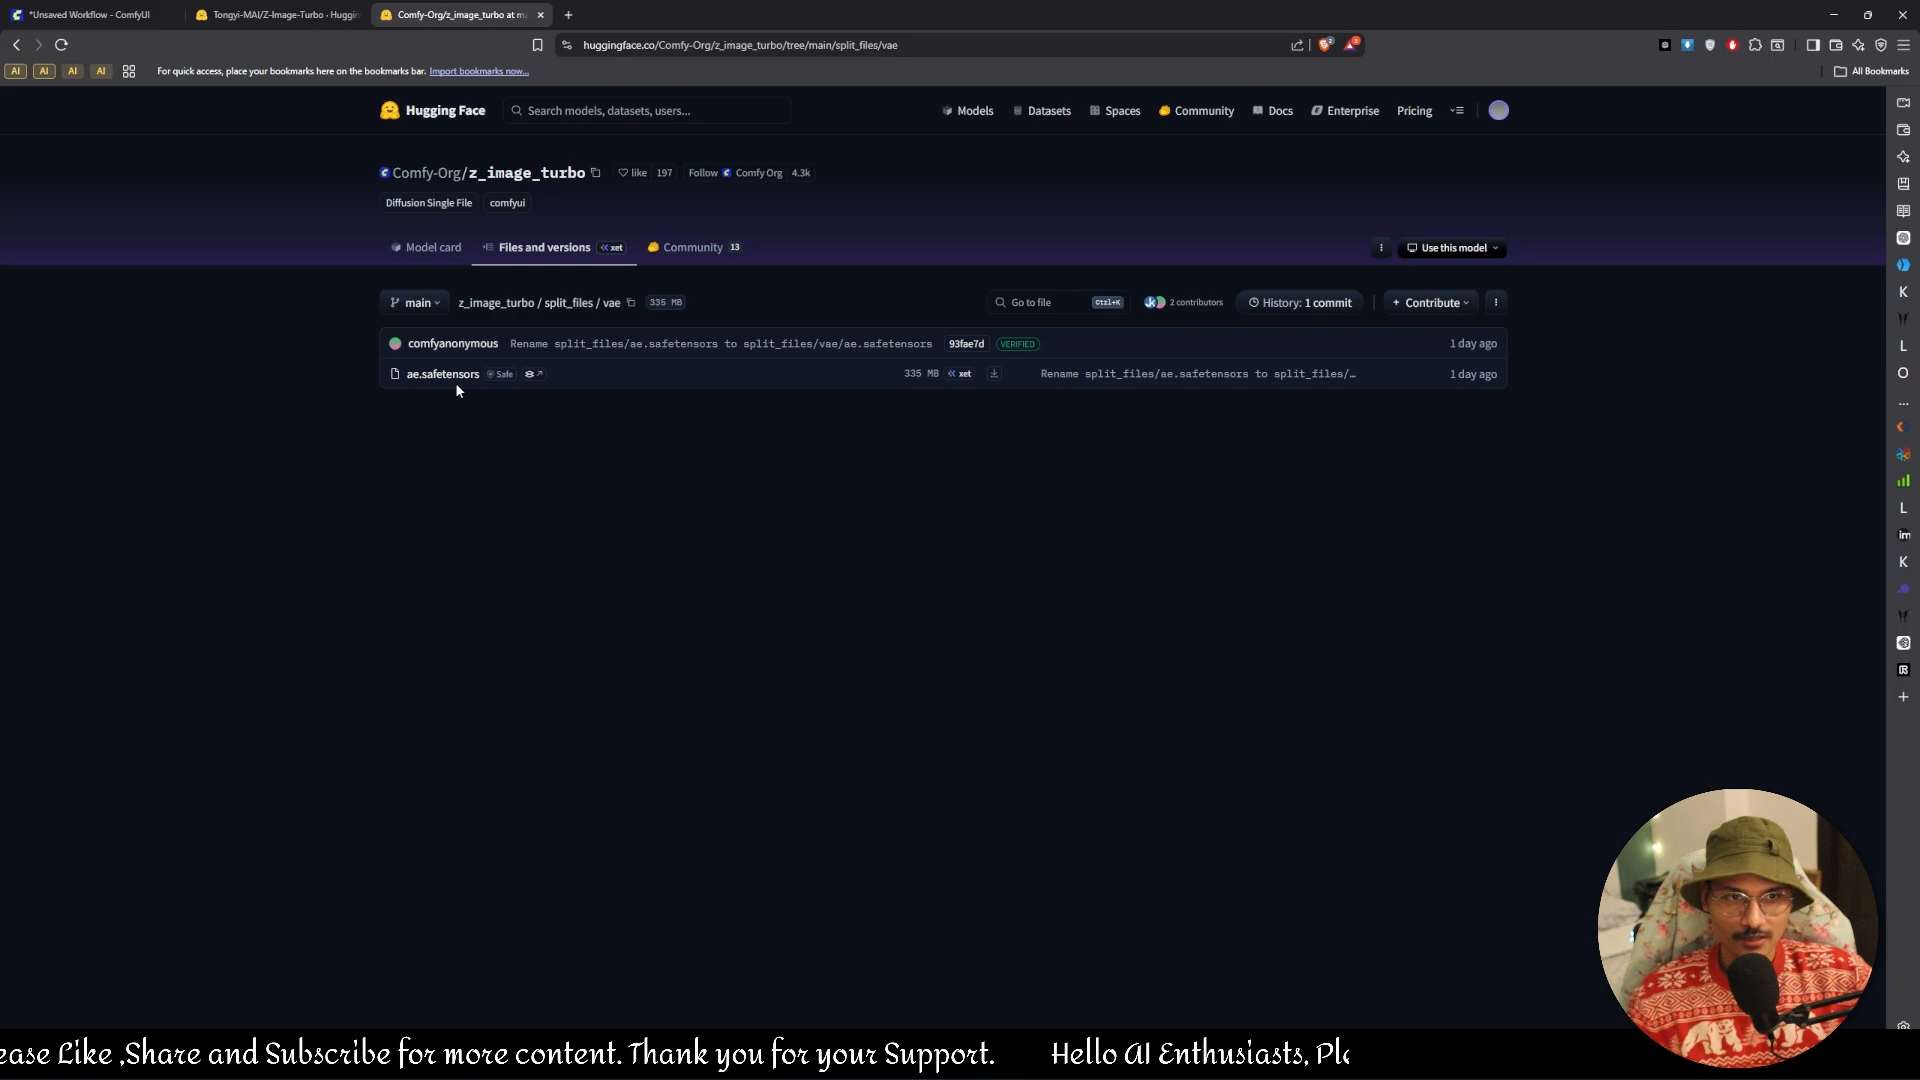 *Unsaved Workflow - ComfyUI
Tongyi-MAI/Z-Image-Turbo · Huggin
Comfy-Org/z_image_turbo at m
huggingface.co/Comfy-Org/z_image_turbo/tree/main/split_files/vae
AI AI AI AI For quick access, place your bookmarks here on the bookmarks bar. Import bookmarks now... All Bookmarks
Hugging Face Search models, datasets, users... Models Datasets Spaces Community Docs Enterprise Pricing
Comfy-Org/z_image_turbo like 197 Follow Comfy Org 4.3k
Diffusion Single File comfyui
Model card Files and versions xet Community 13 Use this model
main z_image_turbo / split_files / vae 335 MB Go to file Ctrl+K 2 contributors History: 1 commit + Contribute
comfyanonymous Rename split_files/ae.safetensors to split_files/vae/ae.safetensors 93fae7d VERIFIED 1 day ago
ae.safetensors Safe 335 MB xet Rename split_files/ae.safetensors to split_files/… 1 day ago
K
L
O
L
im
K
ease Like ,Share and Subscribe for more content. Thank you for your Support. Hello AI Enthusiasts, Ple